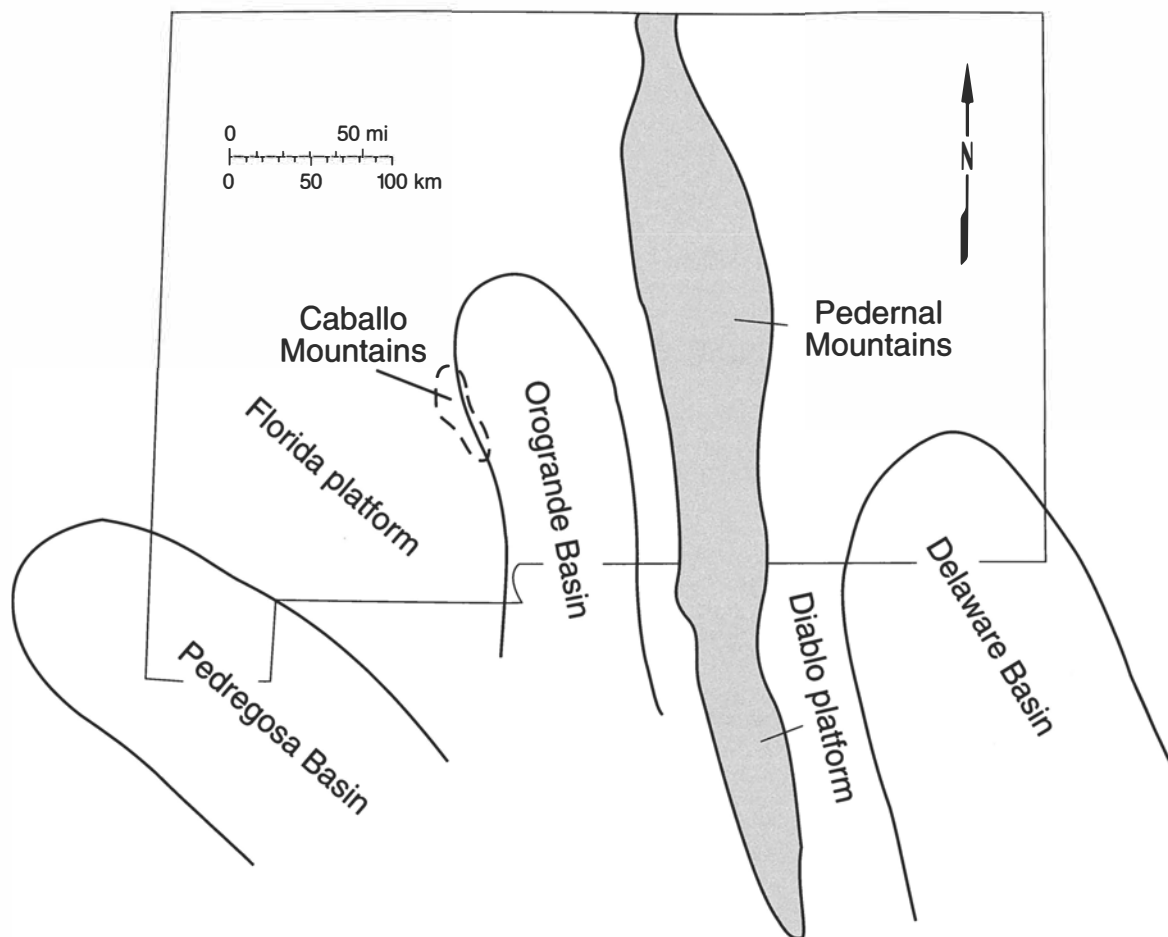 0 50 mi
0 50 100 km
N
Caballo
Mountains
Pedernal
Mountains
Florida platform
Orogrande Basin
Delaware Basin
Diablo platform
Pedregosa Basin